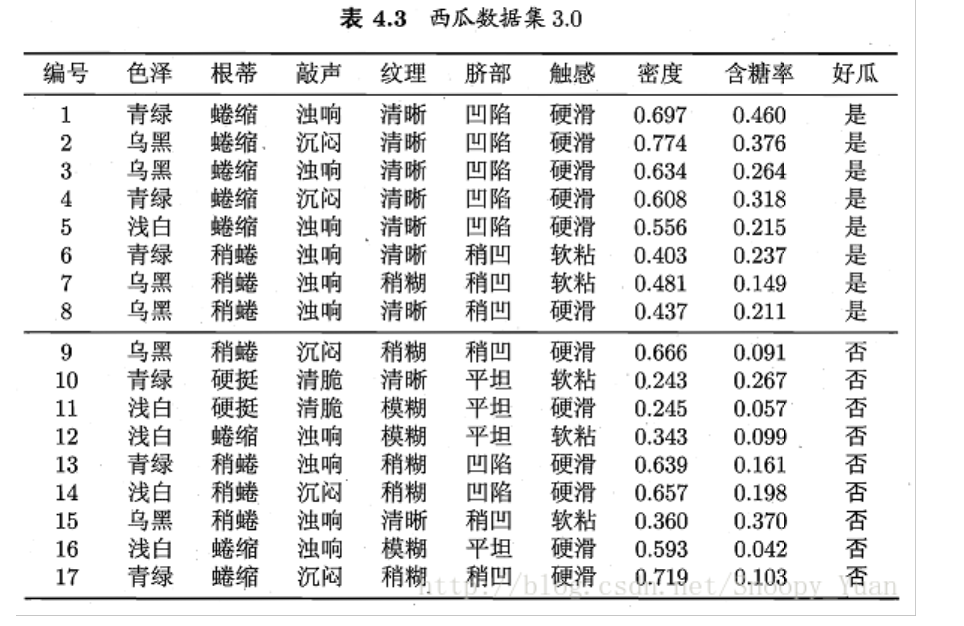 表 4.3 西瓜数据集 3.0
编号 色泽 根蒂 敲声 纹理 脐部 触感 密度 含糖率 好瓜
1 青绿 蜷缩 浊响 清晰 凹陷 硬滑 0.697 0.460 是
2 乌黑 蜷缩 沉闷 清晰 凹陷 硬滑 0.774 0.376 是
3 乌黑 蜷缩 浊响 清晰 凹陷 硬滑 0.634 0.264 是
4 青绿 蜷缩 沉闷 清晰 凹陷 硬滑 0.608 0.318 是
5 浅白 蜷缩 浊响 清晰 凹陷 硬滑 0.556 0.215 是
6 青绿 稍蜷 浊响 清晰 稍凹 软粘 0.403 0.237 是
7 乌黑 稍蜷 浊响 稍糊 稍凹 软粘 0.481 0.149 是
8 乌黑 稍蜷 浊响 清晰 稍凹 硬滑 0.437 0.211 是
9 乌黑 稍蜷 沉闷 稍糊 稍凹 硬滑 0.666 0.091 否
10 青绿 硬挺 清脆 清晰 平坦 软粘 0.243 0.267 否
11 浅白 硬挺 清脆 模糊 平坦 硬滑 0.245 0.057 否
12 浅白 蜷缩 浊响 模糊 平坦 软粘 0.343 0.099 否
13 青绿 稍蜷 浊响 稍糊 凹陷 硬滑 0.639 0.161 否
14 浅白 稍蜷 沉闷 稍糊 凹陷 硬滑 0.657 0.198 否
15 乌黑 稍蜷 浊响 清晰 稍凹 软粘 0.360 0.370 否
16 浅白 蜷缩 浊响 模糊 平坦 硬滑 0.593 0.042 否
17 青绿 蜷缩 沉闷 稍糊 稍凹 硬滑 0.719 0.103 否
http://blog.csdn.net/Snoopy_Yuan